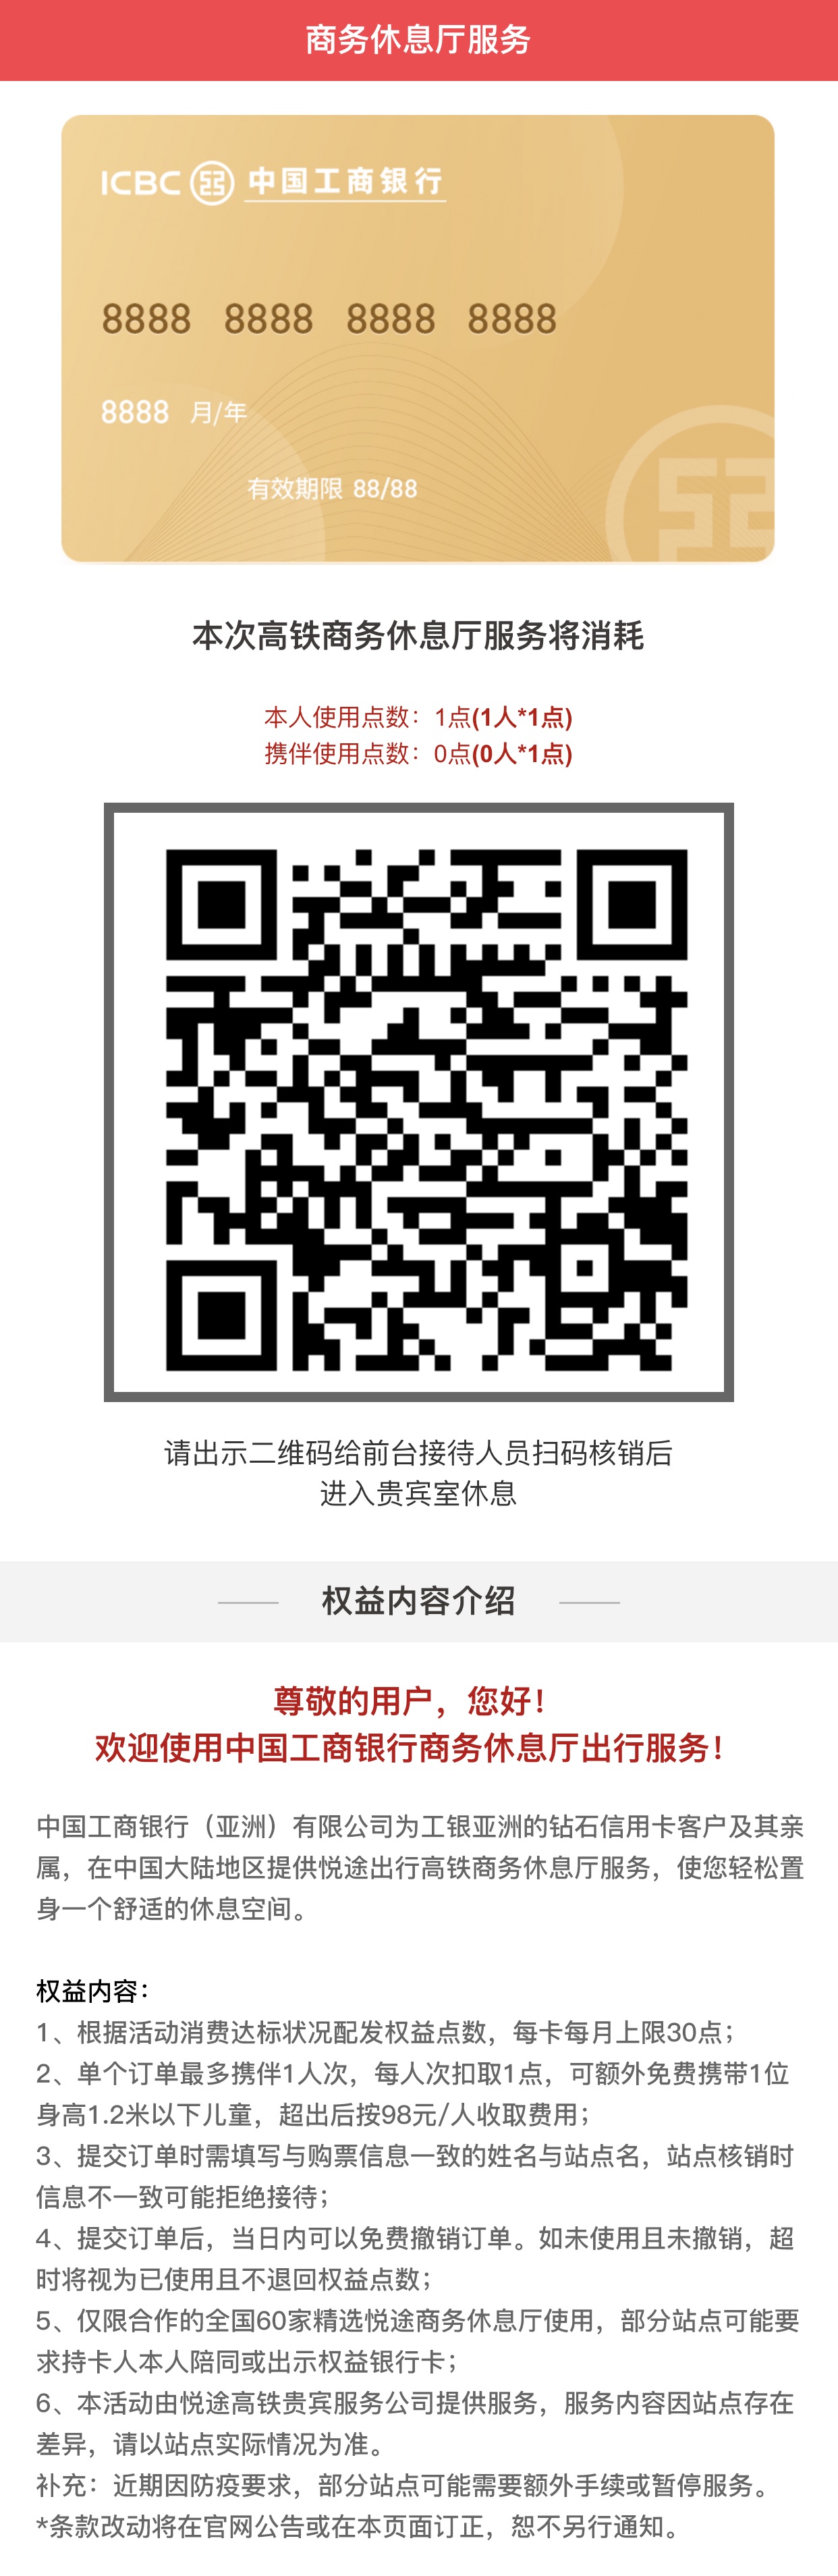 商务休息厅服务
ICBC 中国工商银行
8888 8888 8888 8888
8888 月/年
有效期限 88/88
本次高铁商务休息厅服务将消耗
本人使用点数：1点(1人*1点)
携伴使用点数：0点(0人*1点)
请出示二维码给前台接待人员扫码核销后
进入贵宾室休息
权益内容介绍
尊敬的用户，您好！
欢迎使用中国工商银行商务休息厅出行服务！
中国工商银行（亚洲）有限公司为工银亚洲的钻石信用卡客户及其亲
属，在中国大陆地区提供悦途出行高铁商务休息厅服务，使您轻松置
身一个舒适的休息空间。
权益内容：
1、根据活动消费达标状况配发权益点数，每卡每月上限30点；
2、单个订单最多携伴1人次，每人次扣取1点，可额外免费携带1位
身高1.2米以下儿童，超出后按98元/人收取费用；
3、提交订单时需填写与购票信息一致的姓名与站点名，站点核销时
信息不一致可能拒绝接待；
4、提交订单后，当日内可以免费撤销订单。如未使用且未撤销，超
时将视为已使用且不退回权益点数；
5、仅限合作的全国60家精选悦途商务休息厅使用，部分站点可能要
求持卡人本人陪同或出示权益银行卡；
6、本活动由悦途高铁贵宾服务公司提供服务，服务内容因站点存在
差异，请以站点实际情况为准。
补充：近期因防疫要求，部分站点可能需要额外手续或暂停服务。
*条款改动将在官网公告或在本页面订正，恕不另行通知。